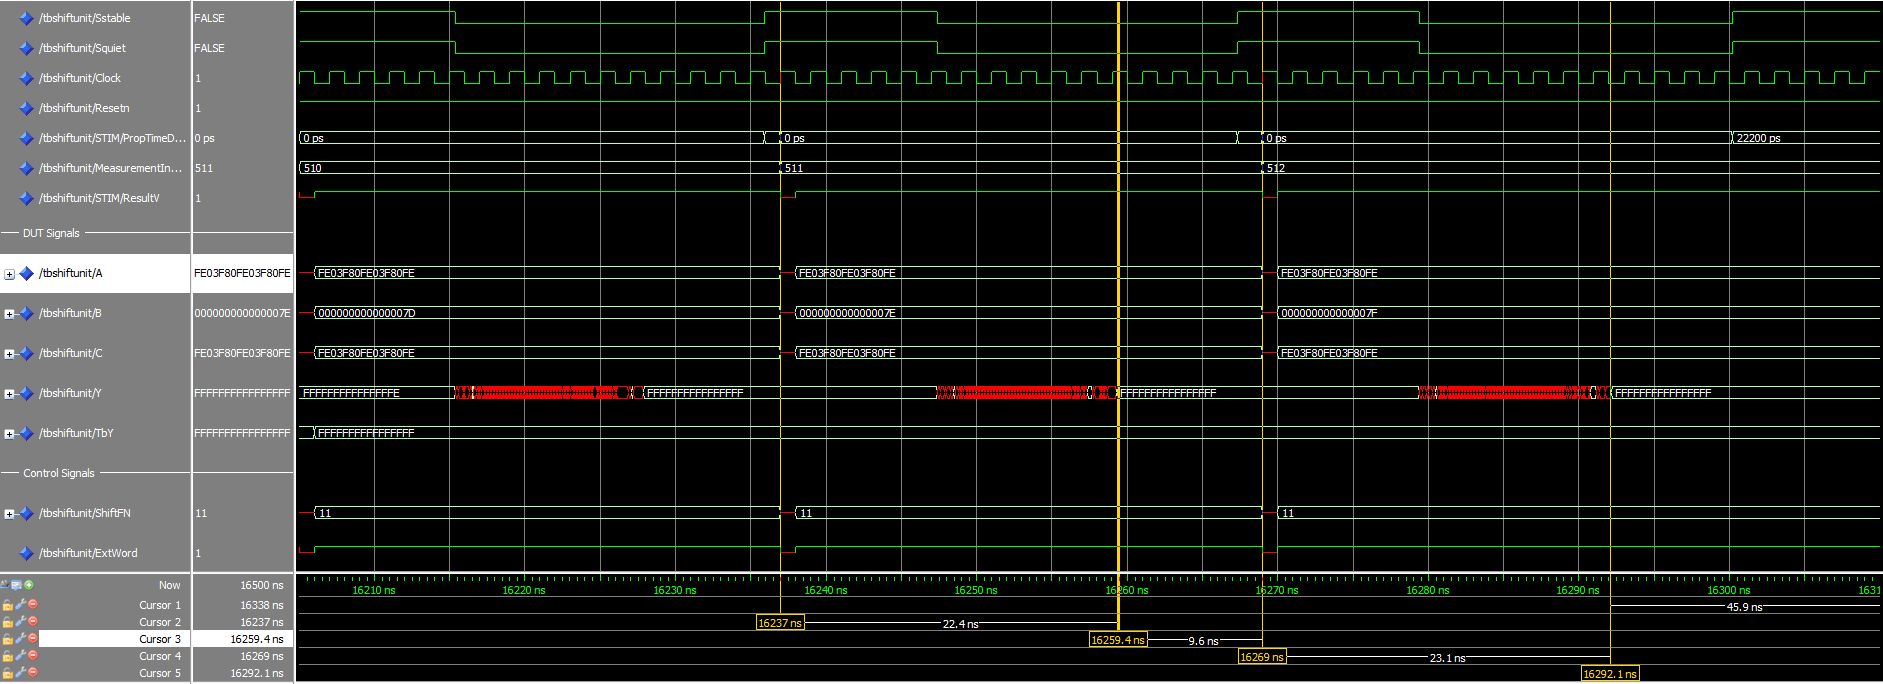 /tbshiftunit/Sstable FALSE
/tbshiftunit/Squiet FALSE
/tbshiftunit/Clock 1
/tbshiftunit/Resetn 1
/tbshiftunit/STIM/PropTimeD... 0 ps 0 ps 0 ps 0 ps 22200 ps
/tbshiftunit/MeasurementIn... 511 510 511 512
/tbshiftunit/STIM/ResultV 1
DUT Signals
/tbshiftunit/A FE03F80FE03F80FE FE03F80FE03F80FE FE03F80FE03F80FE FE03F80FE03F80FE
/tbshiftunit/B 000000000000007E 000000000000007D 000000000000007E 000000000000007F
/tbshiftunit/C FE03F80FE03F80FE FE03F80FE03F80FE FE03F80FE03F80FE FE03F80FE03F80FE
/tbshiftunit/Y FFFFFFFFFFFFFFFF FFFFFFFFFFFFFFFE FFFFFFFFFFFFFFFF FFFFFFFFFFFFFFFF FFFFFFFFFFFFFFFF
/tbshiftunit/TbY FFFFFFFFFFFFFFFF FFFFFFFFFFFFFFFF
Control Signals
/tbshiftunit/ShiftFN 11 11 11 11
/tbshiftunit/ExtWord 1
Now 16500 ns 16210 ns 16220 ns 16230 ns 16240 ns 16250 ns 16260 ns 16270 ns 16280 ns 16290 ns 16300 ns 1631
Cursor 1 16338 ns 45.9 ns
Cursor 2 16237 ns 16237 ns 22.4 ns
Cursor 3 16259.4 ns 16259.4 ns 9.6 ns
Cursor 4 16269 ns 16269 ns 23.1 ns
Cursor 5 16292.1 ns 16292.1 ns